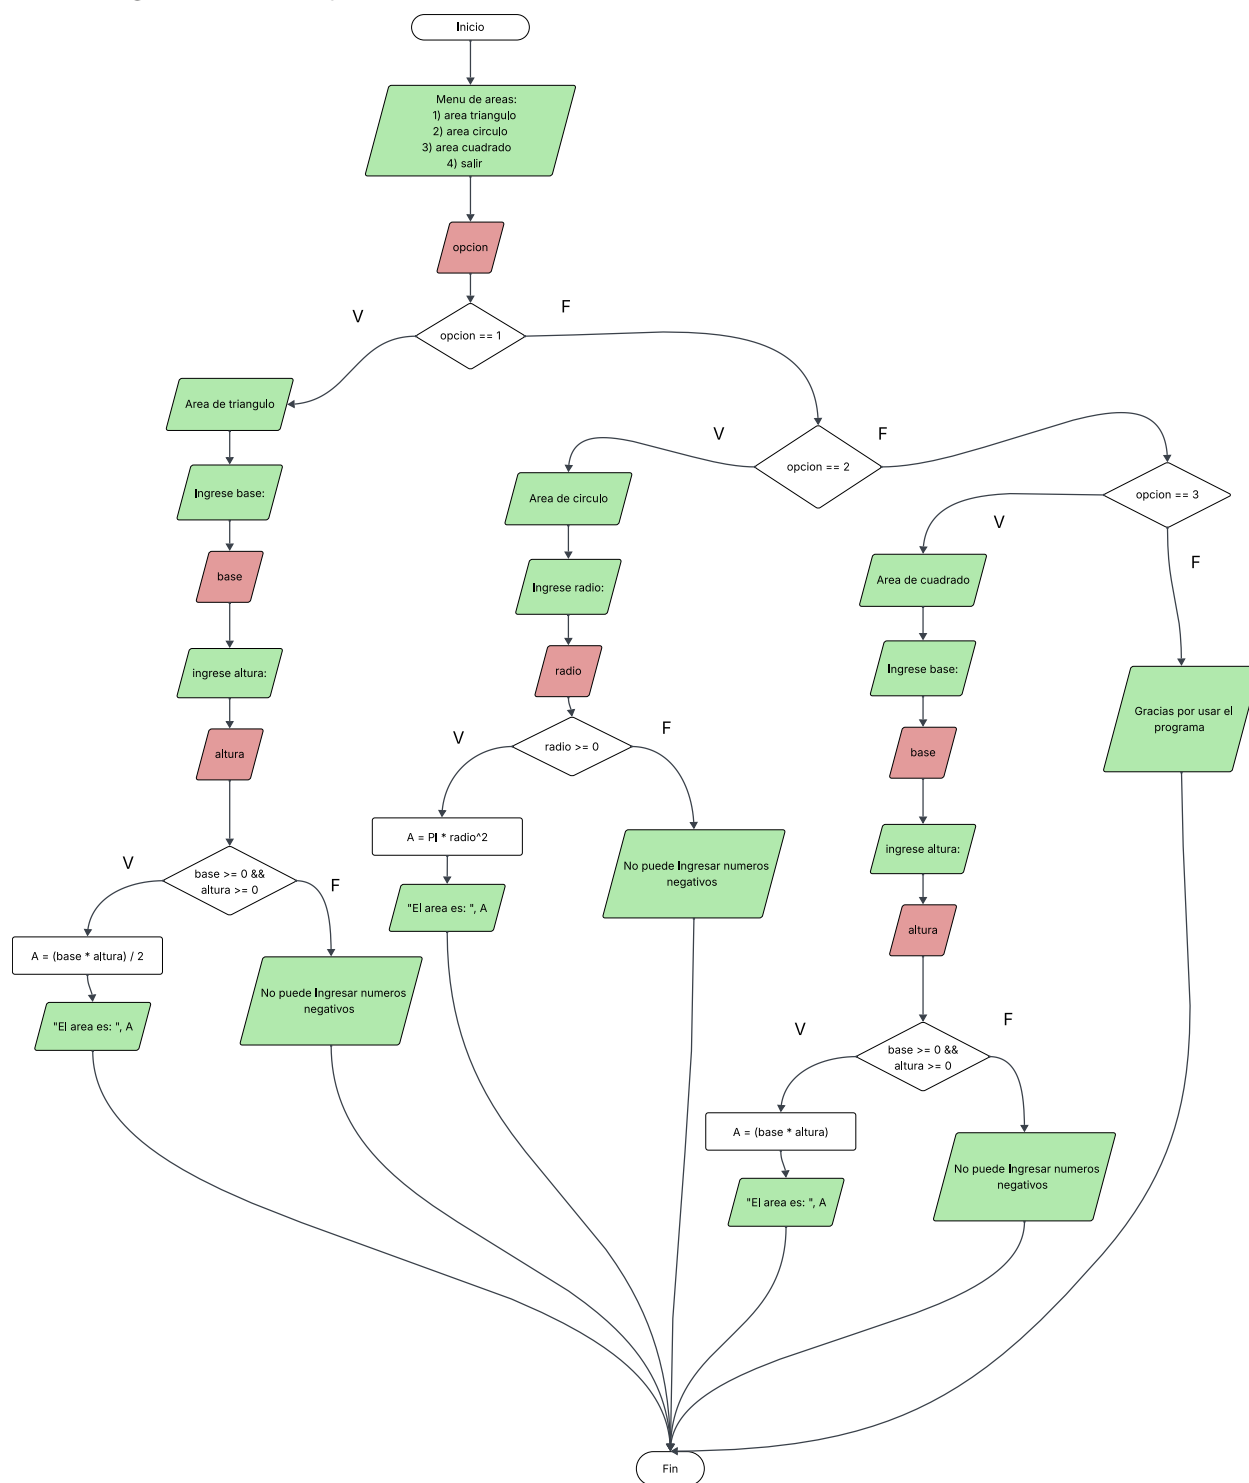 Inicio
Menu de areas:
1) area triangulo
2) area circulo
3) area cuadrado
4) salir
opcion
opcion == 1
V
F
Area de triangulo
Ingrese base:
base
ingrese altura:
altura
base >= 0 &&
altura >= 0
V
F
A = (base * altura) / 2
"El area es: ", A
No puede Ingresar numeros
negativos
opcion == 2
V
F
Area de circulo
Ingrese radio:
radio
radio >= 0
V
F
A = PI * radio^2
"El area es: ", A
No puede Ingresar numeros
negativos
opcion == 3
V
F
Area de cuadrado
Ingrese base:
base
ingrese altura:
altura
base >= 0 &&
altura >= 0
V
F
A = (base * altura)
"El area es: ", A
No puede Ingresar numeros
negativos
Gracias por usar el
programa
Fin